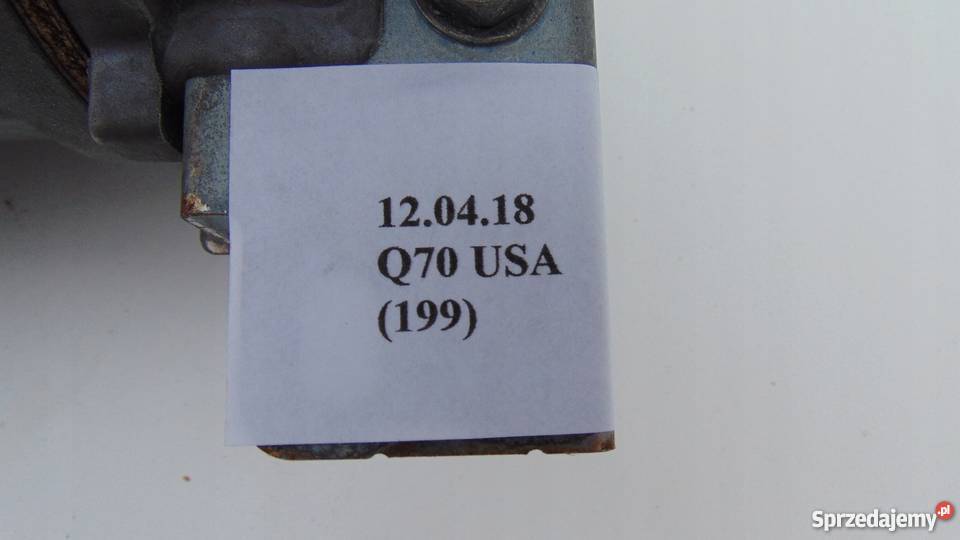 12.04.18
Q70 USA
(199)
Sprzedajemy.pl